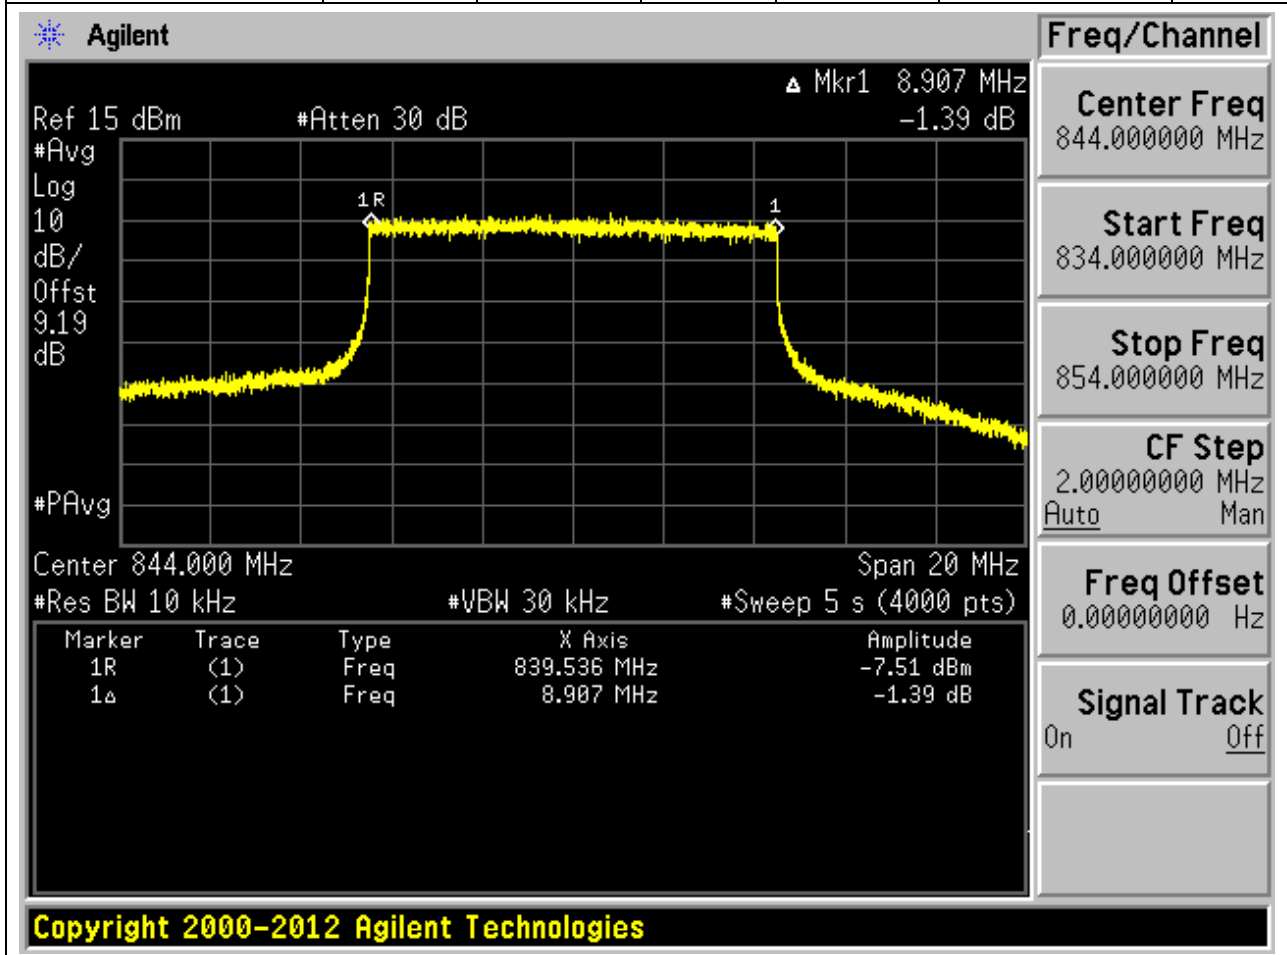 Agilent
Δ Mkr1 8.907 MHz
Ref 15 dBm #Atten 30 dB -1.39 dB
#Avg
Log
10
dB/
Offst
9.19
dB
#PAvg
1R
1
Center 844.000 MHz Span 20 MHz
#Res BW 10 kHz #VBW 30 kHz #Sweep 5 s (4000 pts)
Marker Trace Type X Axis Amplitude
1R (1) Freq 839.536 MHz -7.51 dBm
1Δ (1) Freq 8.907 MHz -1.39 dB
Freq/Channel
Center Freq
844.000000 MHz
Start Freq
834.000000 MHz
Stop Freq
854.000000 MHz
CF Step
2.00000000 MHz
Auto Man
Freq Offset
0.00000000 Hz
Signal Track
On Off
Copyright 2000-2012 Agilent Technologies